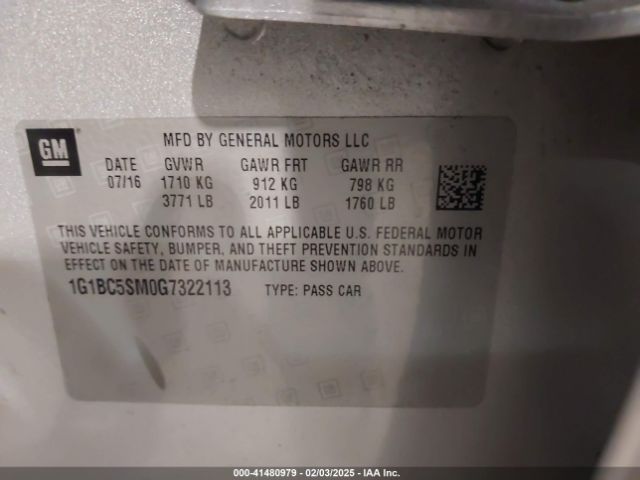 GM
MFD BY GENERAL MOTORS LLC
DATE GVWR GAWR FRT GAWR RR
07/16 1710 KG 912 KG 798 KG
3771 LB 2011 LB 1760 LB
THIS VEHICLE CONFORMS TO ALL APPLICABLE U.S. FEDERAL MOTOR
VEHICLE SAFETY, BUMPER, AND THEFT PREVENTION STANDARDS IN
EFFECT ON THE DATE OF MANUFACTURE SHOWN ABOVE.
1G1BC5SM0G7322113 TYPE: PASS CAR
000-41480979 - 02/03/2025 - IAA Inc.